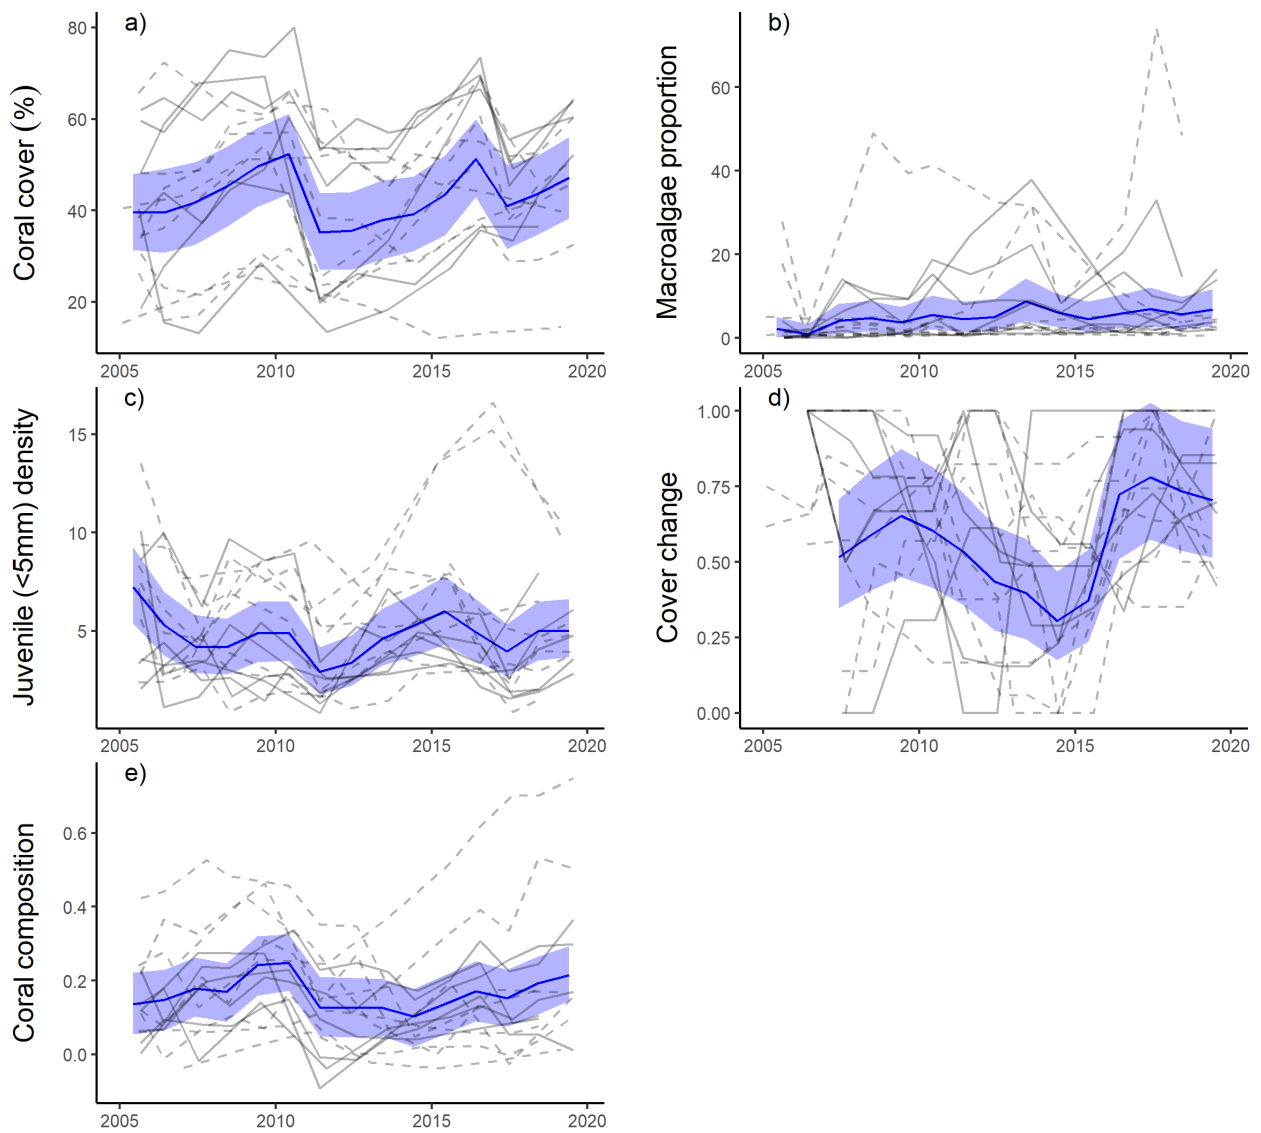 a)
Coral cover (%)
80
60
40
20
2005 2010 2015 2020
b)
Macroalgae proportion
60
40
20
0
2005 2010 2015 2020
c)
Juvenile (<5mm) density
15
10
5
2005 2010 2015 2020
d)
Cover change
1.00
0.75
0.50
0.25
0.00
2005 2010 2015 2020
e)
Coral composition
0.6
0.4
0.2
0.0
2005 2010 2015 2020